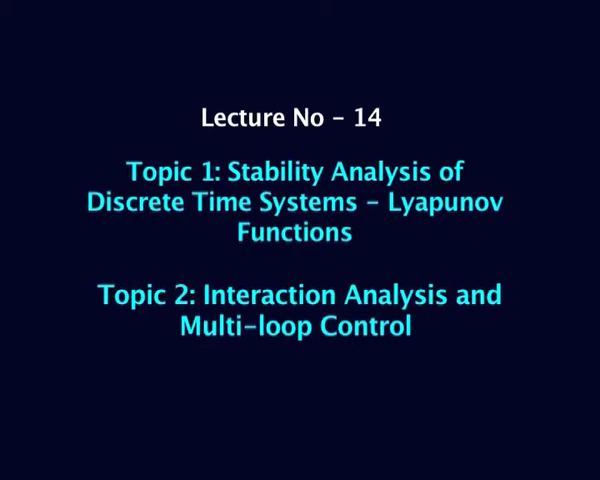 Lecture No - 14
Topic 1: Stability Analysis of
Discrete Time Systems - Lyapunov
Functions
Topic 2: Interaction Analysis and
Multi-loop Control